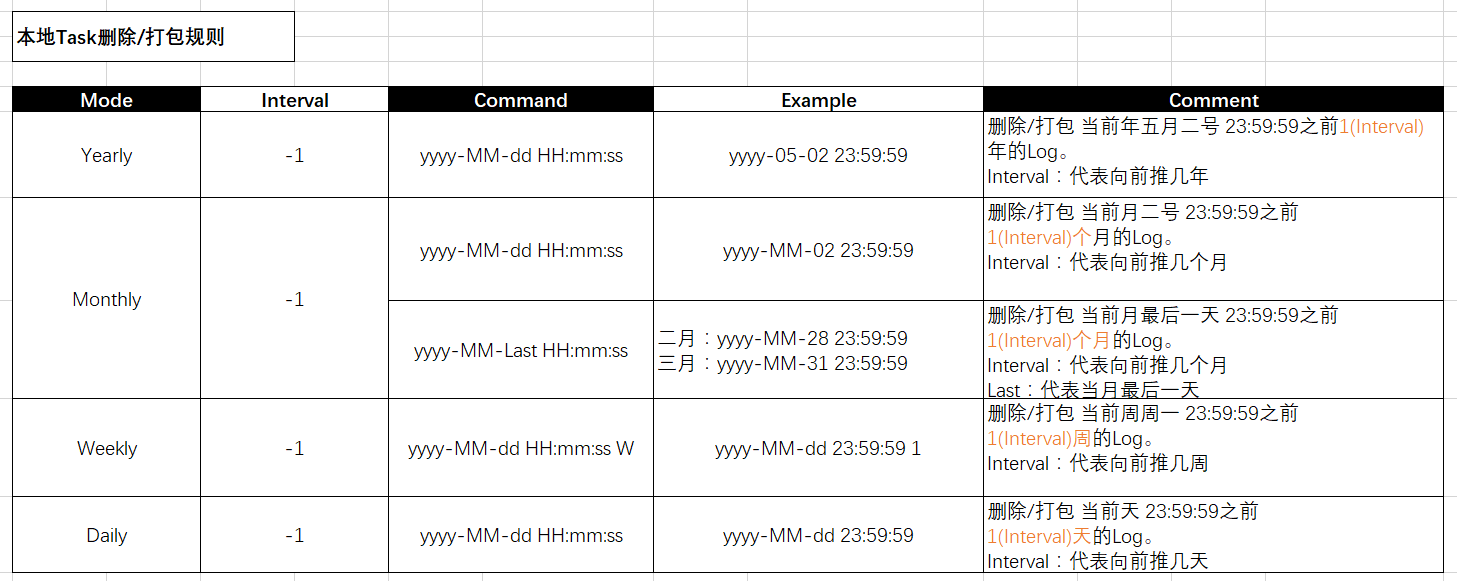 本地Task删除/打包规则
Mode Interval Command Example Comment
Yearly -1 yyyy-MM-dd HH:mm:ss yyyy-05-02 23:59:59
删除/打包 当前年五月二号 23:59:59之前1(Interval)
年的Log。
Interval：代表向前推几年
Monthly -1
yyyy-MM-dd HH:mm:ss yyyy-MM-02 23:59:59
删除/打包 当前月二号 23:59:59之前
1(Interval)个月的Log。
Interval：代表向前推几个月
yyyy-MM-Last HH:mm:ss
二月：yyyy-MM-28 23:59:59
三月：yyyy-MM-31 23:59:59
删除/打包 当前月最后一天 23:59:59之前
1(Interval)个月的Log。
Interval：代表向前推几个月
Last：代表当月最后一天
Weekly -1 yyyy-MM-dd HH:mm:ss W yyyy-MM-dd 23:59:59 1
删除/打包 当前周周一 23:59:59之前
1(Interval)周的Log。
Interval：代表向前推几周
Daily -1 yyyy-MM-dd HH:mm:ss yyyy-MM-dd 23:59:59
删除/打包 当前天 23:59:59之前
1(Interval)天的Log。
Interval：代表向前推几天